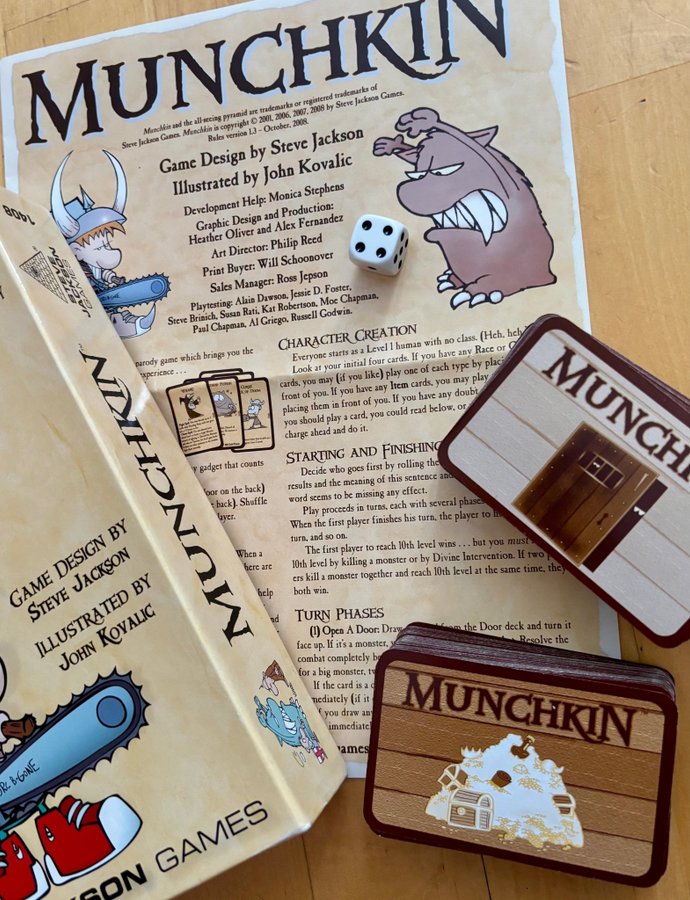 MUNCHKIN
Munchkin and the all-seeing pyramid are trademarks or registered trademarks of
Steve Jackson Games. Munchkin is copyright © 2001, 2006, 2007, 2008 by Steve Jackson Games.
Rules version 1.3 – October, 2008.
Game Design by Steve Jackson
Illustrated by John Kovalic
Development Help: Monica Stephens
Graphic Design and Production:
Heather Oliver and Alex Fernandez
Art Director: Philip Reed
Print Buyer: Will Schoonover
Sales Manager: Ross Jepson
Playtesting: Alain Dawson, Jessie D. Foster,
Steve Brinich, Susan Rati, Kat Robertson, Moe Chapman,
Paul Chapman, Al Griego, Russell Godwin.
parody game which brings you the
experience . . .
y gadget that counts
oor on the back)
back). Shuffle
layer.
When a
here are
help
and
CHARACTER CREATION
Everyone starts as a Level 1 human with no class. (Heh, heh.
Look at your initial four cards. If you have any Race or
cards, you may (if you like) play one of each type by placing
front of you. If you have any Item cards, you may play
placing them in front of you. If you have any doubt
you should play a card, you could read below, or
charge ahead and do it.
STARTING AND FINISHING
Decide who goes first by rolling the
results and the meaning of this sentence and
word seems to be missing any effect.
Play proceeds in turns, each with several phases
When the first player finishes his turn, the player to
turn, and so on.
The first player to reach 10th level wins . . . but you must
10th level by killing a monster or by Divine Intervention. If two
ers kill a monster together and reach 10th level at the same time, they
both win.
TURN PHASES
(1) Open A Door: Draw from the Door deck and turn it
face up. If it's a monster, Resolve the
combat completely
for a big monster,
If the card is a
mediately (if it
you draw any
immediately
games
1408
STEVE JACKSON GAMES
MUNCHKIN
GAME DESIGN BY
STEVE JACKSON
ILLUSTRATED BY
JOHN KOVALIC
B-GONE
KSON GAMES
MUNCHK
MUNCHKIN